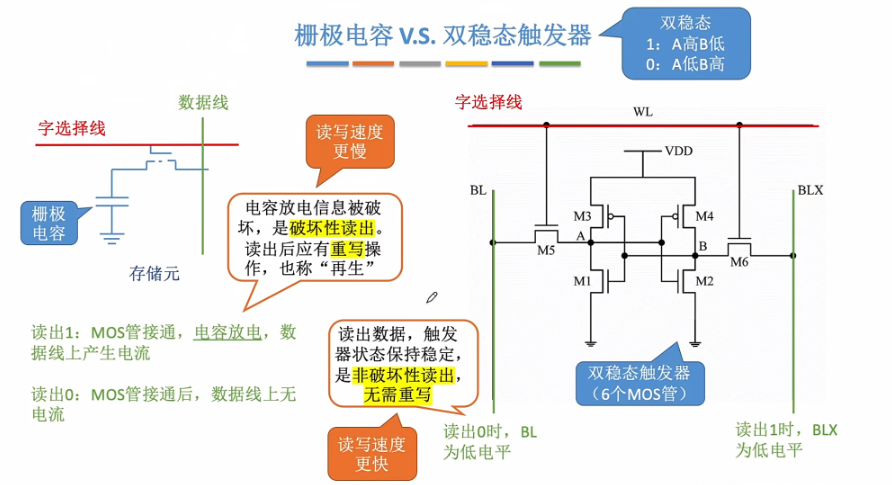 栅极电容 V.S. 双稳态触发器
双稳态
1：A高B低
0：A低B高
数据线
字选择线
栅极
电容
存储元
读写速度
更慢
电容放电信息被破
坏，是破坏性读出。
读出后应有重写操
作，也称“再生”
读出1：MOS管接通，电容放电，数
据线上产生电流
读出0：MOS管接通后，数据线上无
电流
读出数据，触发
器状态保持稳定，
是非破坏性读出，
无需重写
读写速度
更快
字选择线
WL
VDD
BL
BLX
M3
M4
A
B
M5
M6
M1
M2
双稳态触发器
（6个MOS管）
读出0时，BL
为低电平
读出1时，BLX
为低电平